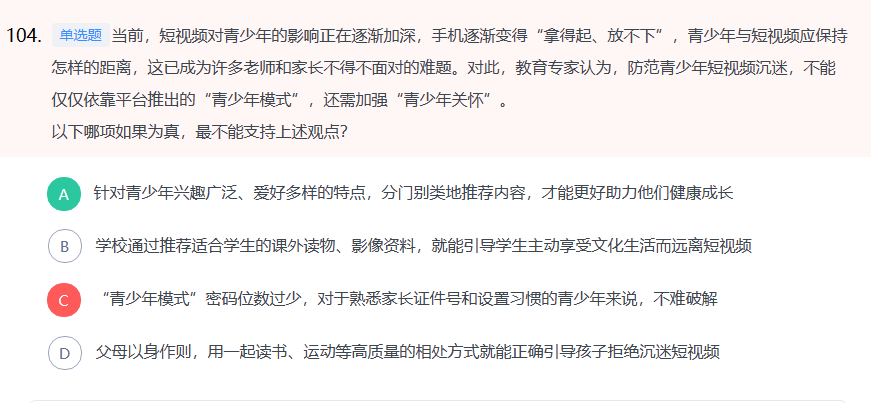 104. 单选题 当前，短视频对青少年的影响正在逐渐加深，手机逐渐变得“拿得起、放不下”，青少年与短视频应保持
怎样的距离，这已成为许多老师和家长不得不面对的难题。对此，教育专家认为，防范青少年短视频沉迷，不能
仅仅依靠平台推出的“青少年模式”，还需加强“青少年关怀”。
以下哪项如果为真，最不能支持上述观点？
A 针对青少年兴趣广泛、爱好多样的特点，分门别类地推荐内容，才能更好助力他们健康成长
B 学校通过推荐适合学生的课外读物、影像资料，就能引导学生主动享受文化生活而远离短视频
C “青少年模式”密码位数过少，对于熟悉家长证件号和设置习惯的青少年来说，不难破解
D 父母以身作则，用一起读书、运动等高质量的相处方式就能正确引导孩子拒绝沉迷短视频